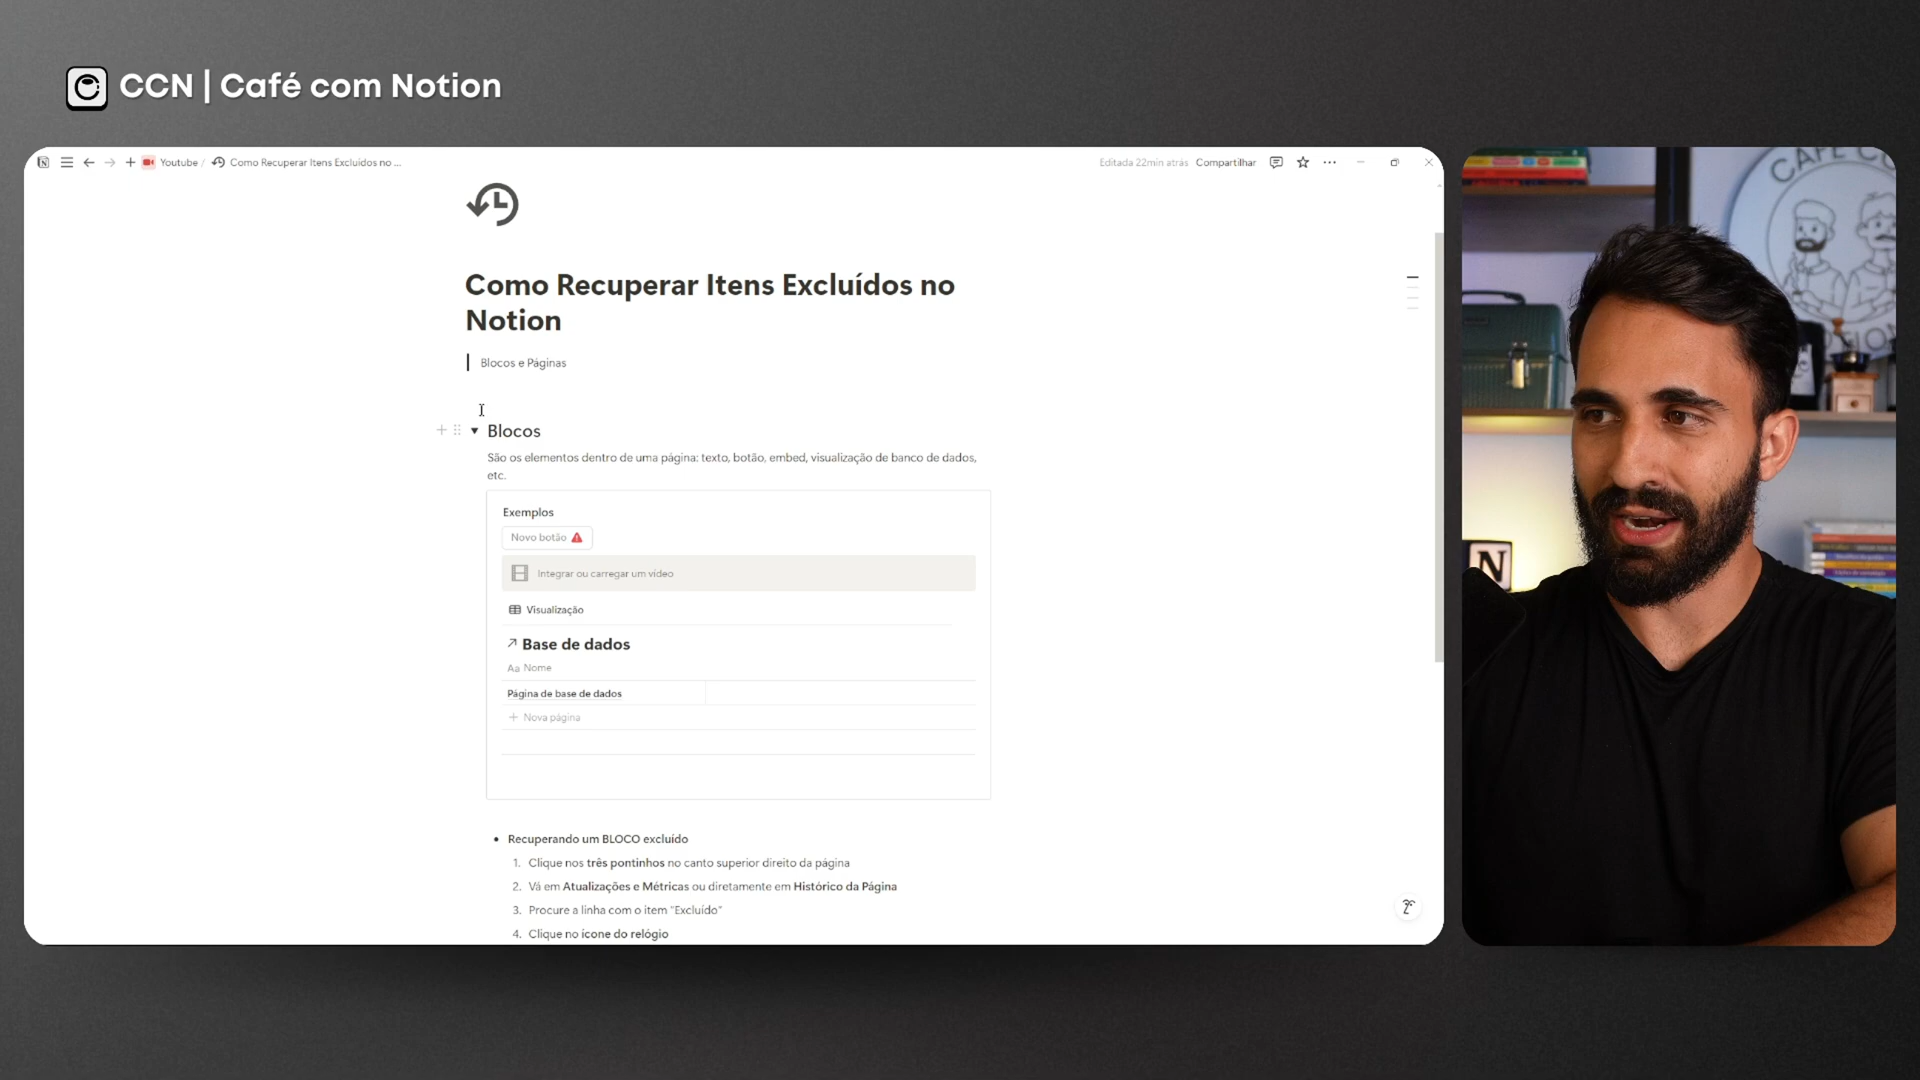 CCN | Café com Notion
Youtube / Como Recuperar Itens Excluídos no ...
Editada 22min atrás Compartilhar
Como Recuperar Itens Excluídos no
Notion
Blocos e Páginas
Blocos
São os elementos dentro de uma página: texto, botão, embed, visualização de banco de dados,
etc.
Exemplos
Novo botão
Integrar ou carregar um vídeo
Visualização
Base de dados
Aa Nome
Página de base de dados
+ Nova página
• Recuperando um BLOCO excluído
1. Clique nos três pontinhos no canto superior direito da página
2. Vá em Atualizações e Métricas ou diretamente em Histórico da Página
3. Procure a linha com o item "Excluído"
4. Clique no ícone do relógio
N